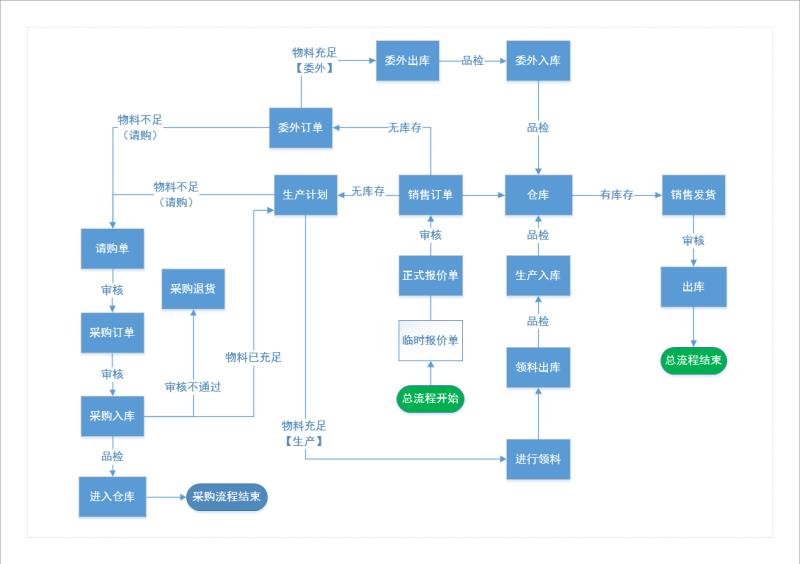 物料充足
【委外】
委外出库
品检
委外入库
物料不足
（请购）
委外订单
无库存
品检
物料不足
（请购）
生产计划
无库存
销售订单
仓库
有库存
销售发货
请购单
审核
品检
审核
采购退货
正式报价单
生产入库
出库
审核
采购订单
临时报价单
品检
物料已充足
总流程结束
审核
领料出库
审核不通过
总流程开始
采购入库
物料充足
【生产】
品检
进行领料
进入仓库
采购流程结束